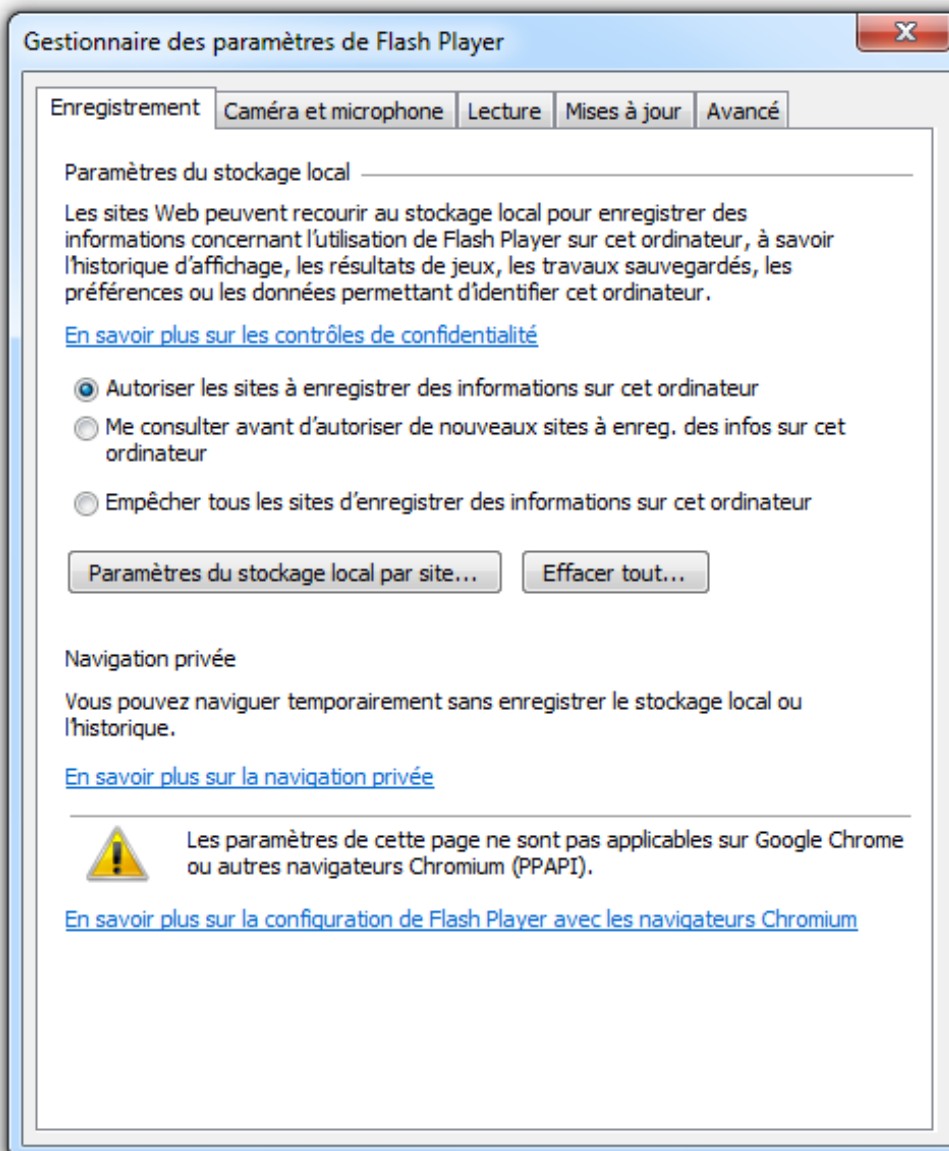 Gestionnaire des paramètres de Flash Player
Enregistrement
Caméra et microphone
Lecture
Mises à jour
Avancé
Paramètres du stockage local
Les sites Web peuvent recourir au stockage local pour enregistrer des
informations concernant l’utilisation de Flash Player sur cet ordinateur, à savoir
l’historique d’affichage, les résultats de jeux, les travaux sauvegardés, les
préférences ou les données permettant d’identifier cet ordinateur.
En savoir plus sur les contrôles de confidentialité
Autoriser les sites à enregistrer des informations sur cet ordinateur
Me consulter avant d’autoriser de nouveaux sites à enreg. des infos sur cet
ordinateur
Empêcher tous les sites d’enregistrer des informations sur cet ordinateur
Paramètres du stockage local par site...
Effacer tout...
Navigation privée
Vous pouvez naviguer temporairement sans enregistrer le stockage local ou
l’historique.
En savoir plus sur la navigation privée
Les paramètres de cette page ne sont pas applicables sur Google Chrome
ou autres navigateurs Chromium (PPAPI).
En savoir plus sur la configuration de Flash Player avec les navigateurs Chromium